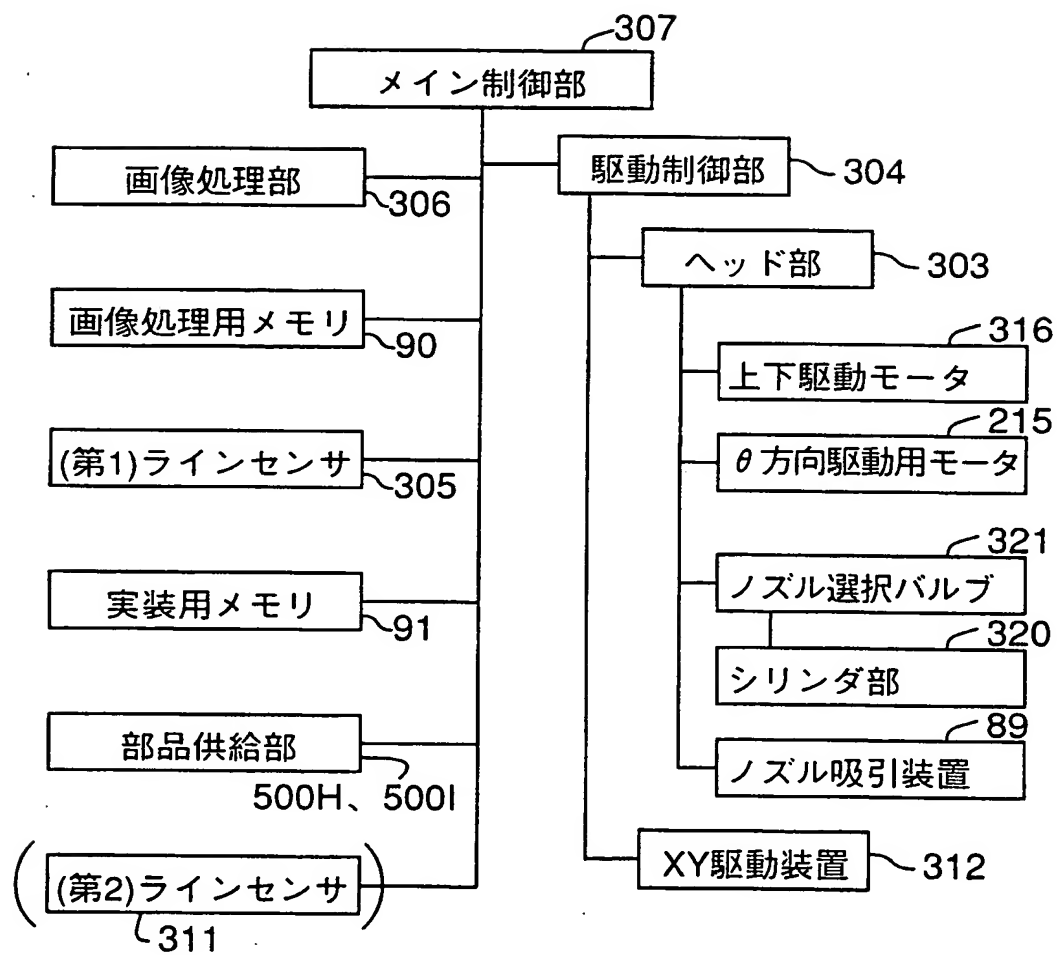 307
メイン制御部
画像処理部
306
駆動制御部
304
ヘッド部
303
画像処理用メモリ
90
316
上下駆動モータ
215
θ方向駆動用モータ
(第1)ラインセンサ
305
321
ノズル選択バルブ
実装用メモリ
91
320
シリンダ部
部品供給部
500H、500I
89
ノズル吸引装置
XY駆動装置
312
(第2)ラインセンサ
311